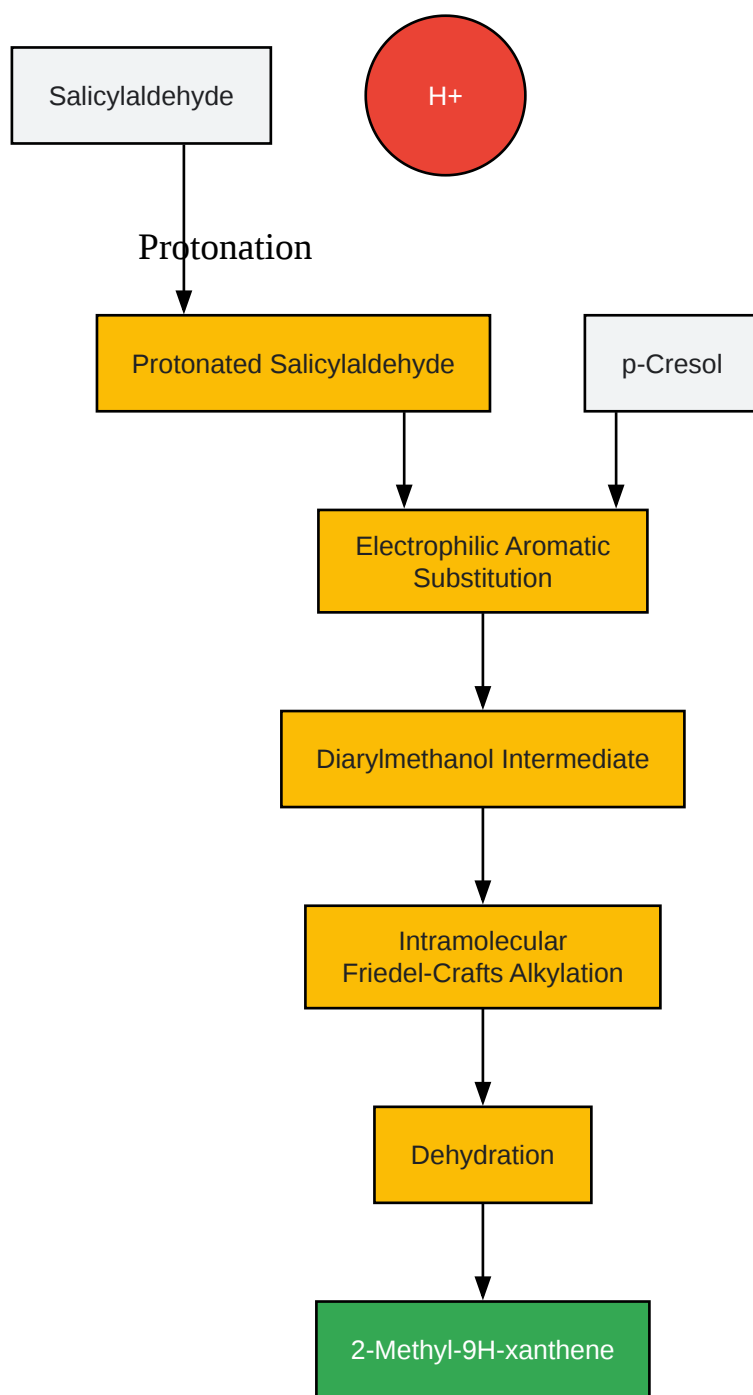 Salicylaldehyde
H+
Protonation
Protonated Salicylaldehyde
p-Cresol
Electrophilic Aromatic
Substitution
Diarylmethanol Intermediate
Intramolecular
Friedel-Crafts Alkylation
Dehydration
2-Methyl-9H-xanthene